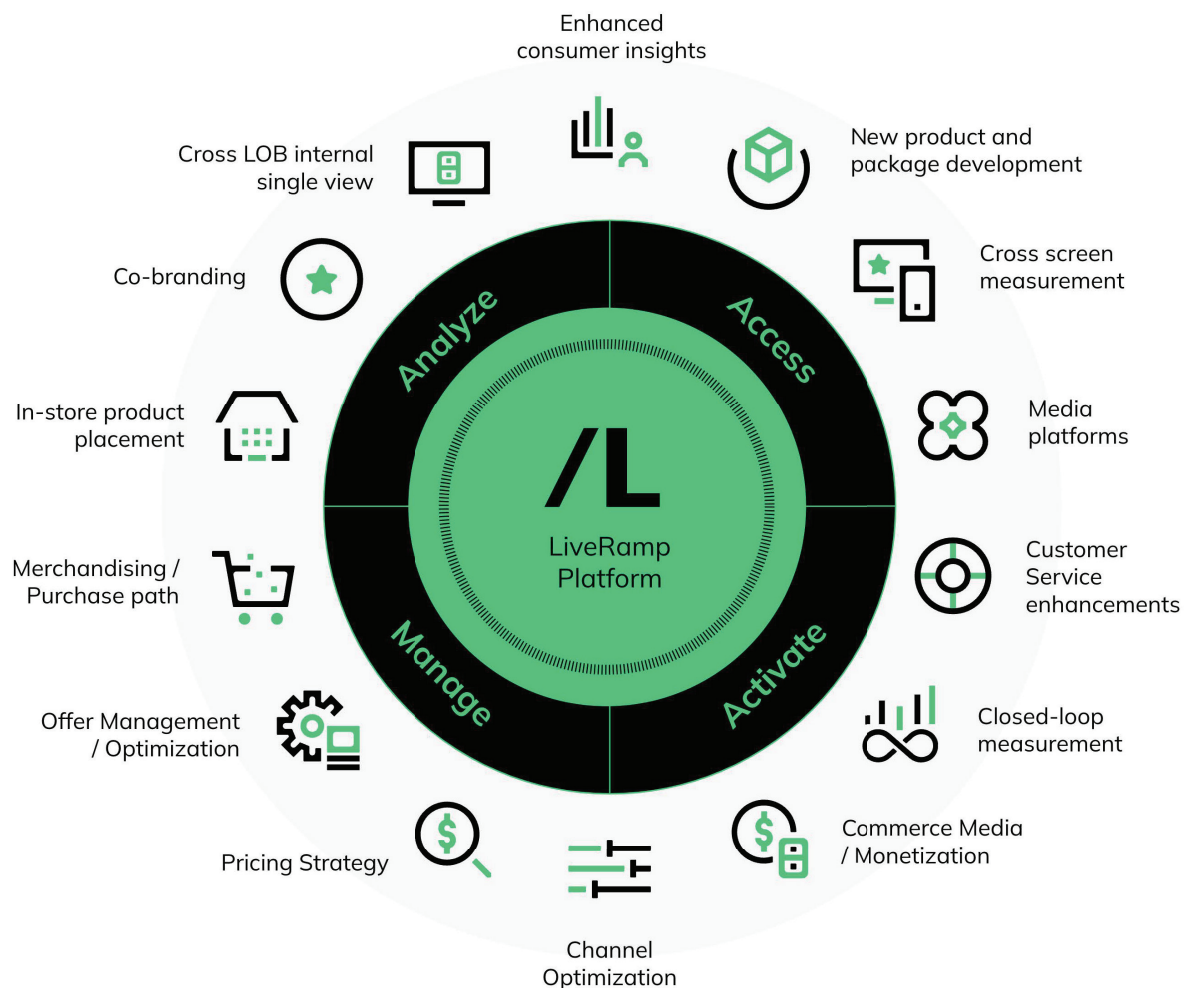 Enhanced
consumer insights
New product and
package development
Cross screen
measurement
Media
platforms
Customer
Service
enhancements
Closed-loop
measurement
Commerce Media
/ Monetization
Channel
Optimization
Pricing Strategy
Offer Management
/ Optimization
Merchandising /
Purchase path
In-store product
placement
Co-branding
Cross LOB internal
single view
Analyze
Access
Activate
Manage
LiveRamp
Platform